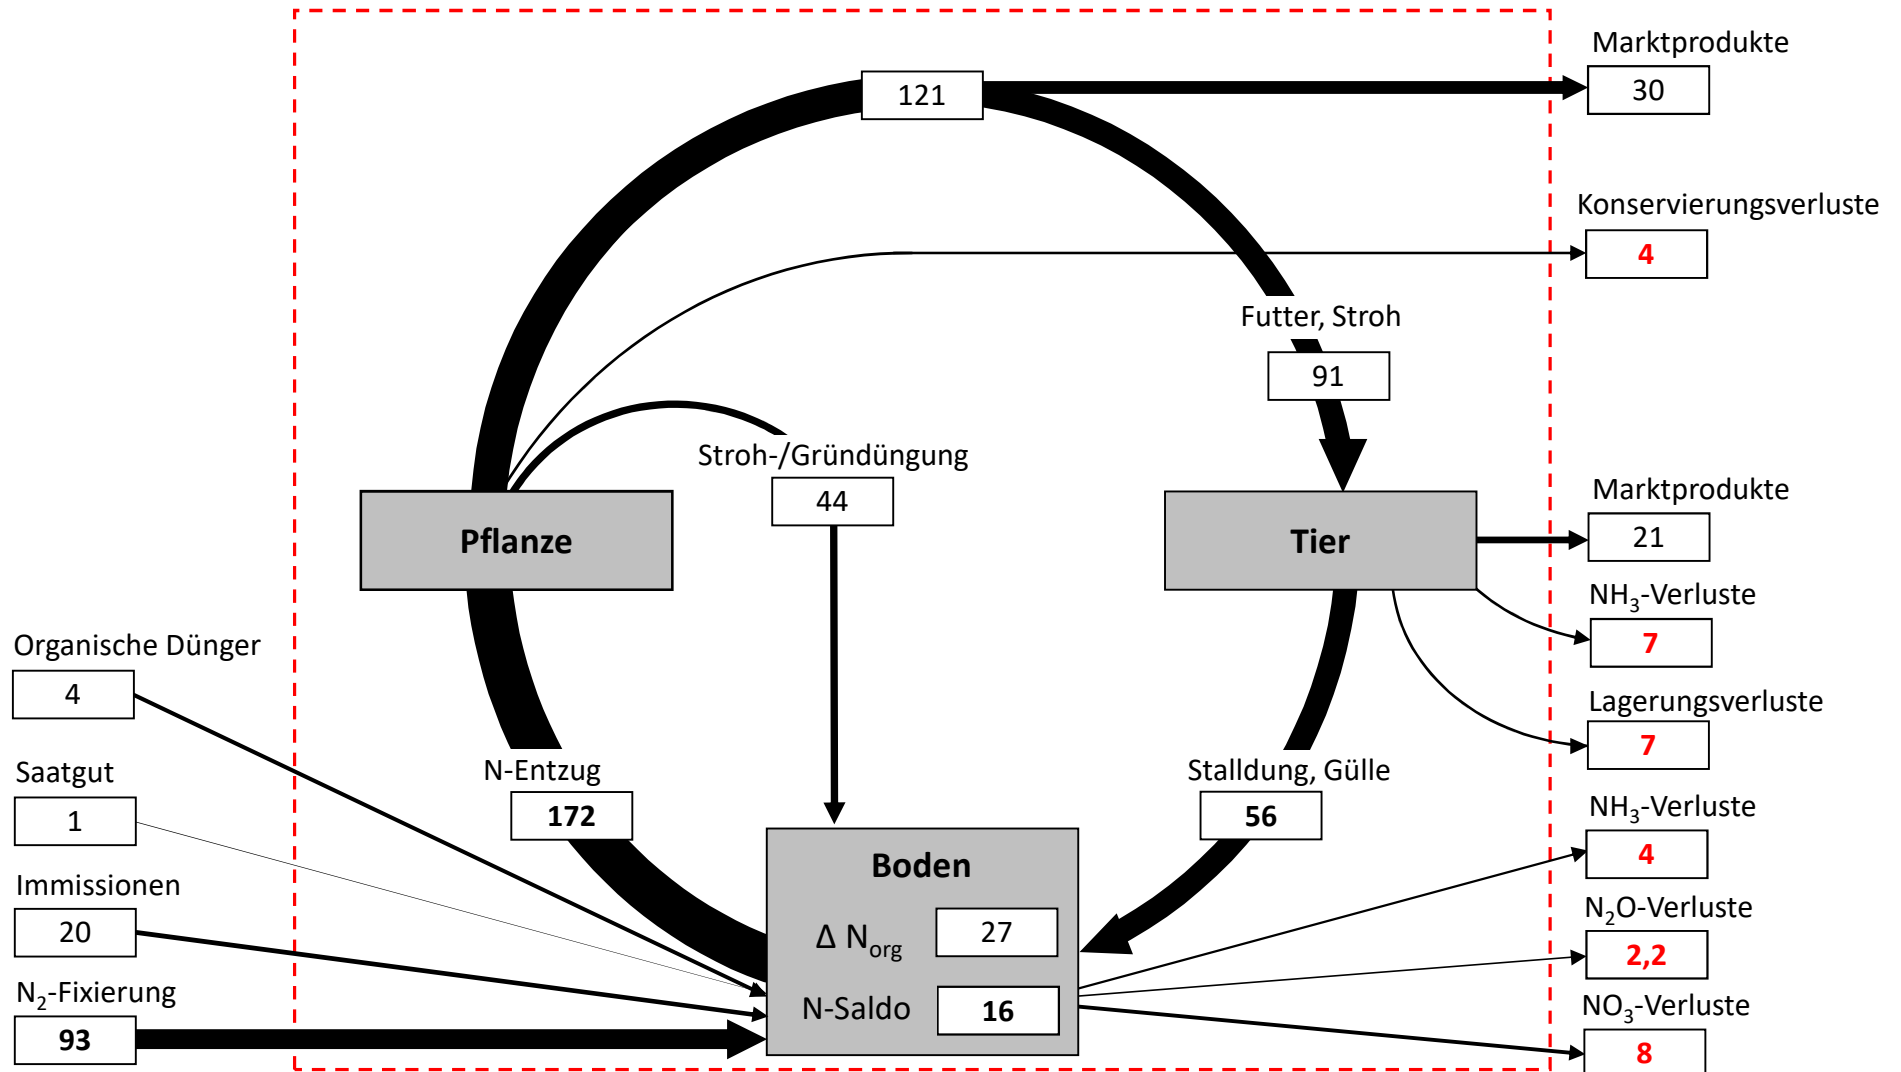 Marktprodukte
121
30
Konservierungsverluste
4
Futter, Stroh
91
Stroh-/Gründüngung
44
Marktprodukte
Pflanze
Tier
21
NH₃-Verluste
7
Organische Dünger
4
Lagerungsverluste
7
N-Entzug
172
Stalldung, Gülle
56
Saatgut
1
NH₃-Verluste
4
Boden
Δ N_org 27
N-Saldo 16
Immissionen
20
N₂O-Verluste
2,2
N₂-Fixierung
93
NO₃-Verluste
8